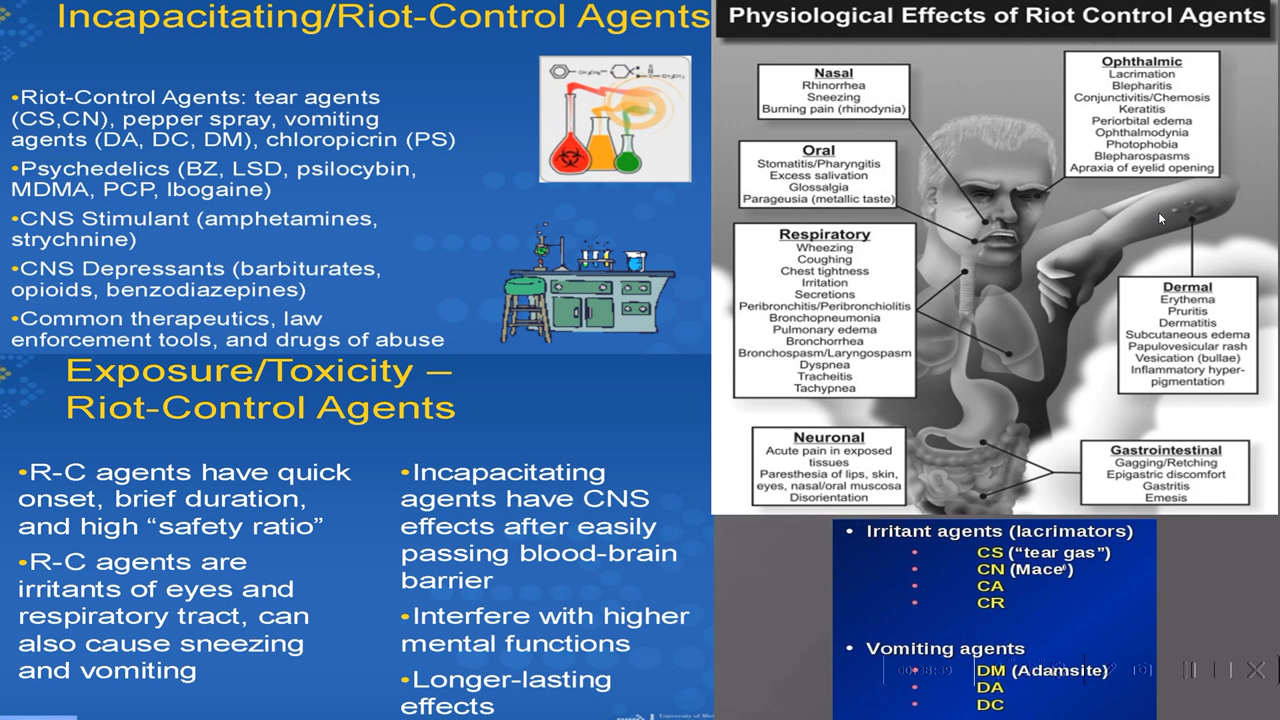 Incapacitating/Riot-Control Agents
•Riot-Control Agents: tear agents
(CS,CN), pepper spray, vomiting
agents (DA, DC, DM), chloropicrin (PS)
•Psychedelics (BZ, LSD, psilocybin,
MDMA, PCP, Ibogaine)
•CNS Stimulant (amphetamines,
strychnine)
•CNS Depressants (barbiturates,
opioids, benzodiazepines)
•Common therapeutics, law
enforcement tools, and drugs of abuse
Exposure/Toxicity –
Riot-Control Agents
•R-C agents have quick
onset, brief duration,
and high “safety ratio”
•R-C agents are
irritants of eyes and
respiratory tract, can
also cause sneezing
and vomiting
•Incapacitating
agents have CNS
effects after easily
passing blood-brain
barrier
•Interfere with higher
mental functions
•Longer-lasting
effects
Physiological Effects of Riot Control Agents
Nasal
Rhinorrhea
Sneezing
Burning pain (rhinodynia)
Oral
Stomatitis/Pharyngitis
Excess salivation
Glossalgia
Parageusia (metallic taste)
Respiratory
Wheezing
Coughing
Chest tightness
Irritation
Secretions
Peribronchitis/Peribronchiolitis
Bronchopneumonia
Pulmonary edema
Bronchorrhea
Bronchospasm/Laryngospasm
Dyspnea
Tracheitis
Tachypnea
Neuronal
Acute pain in exposed
tissues
Paresthesia of lips, skin,
eyes, nasal/oral muscosa
Disorientation
Ophthalmic
Lacrimation
Blepharitis
Conjunctivitis/Chemosis
Keratitis
Periorbital edema
Ophthalmodynia
Photophobia
Blepharospasms
Apraxia of eyelid opening
Dermal
Erythema
Pruritis
Dermatitis
Subcutaneous edema
Papulovesicular rash
Vesication (bullae)
Inflammatory hyper-
pigmentation
Gastrointestinal
Gagging/Retching
Epigastric discomfort
Gastritis
Emesis
• Irritant agents (lacrimators)
• CS (“tear gas”)
• CN (Mace®)
• CA
• CR
• Vomiting agents
• DM (Adamsite)
• DA
• DC